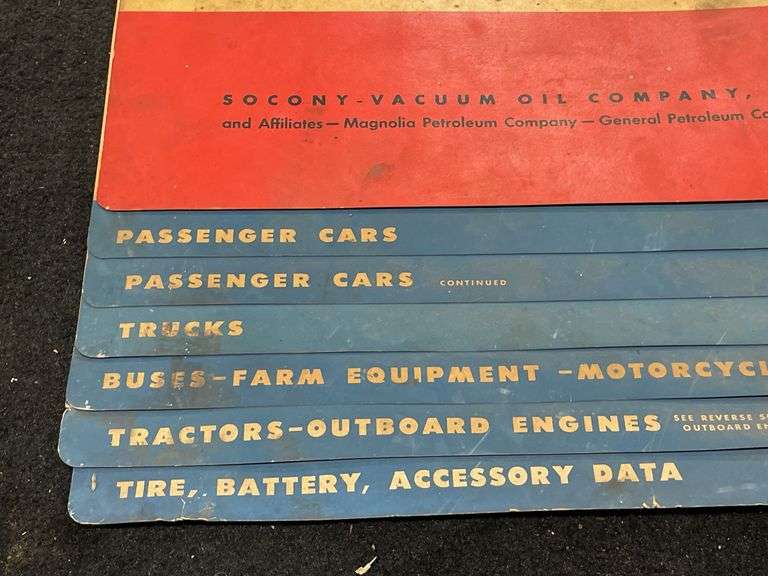 SOCONY-VACUUM OIL COMPANY,
and Affiliates — Magnolia Petroleum Company — General Petroleum
PASSENGER CARS
PASSENGER CARS CONTINUED
TRUCKS
BUSES-FARM EQUIPMENT -MOTORCYCL
TRACTORS-OUTBOARD ENGINES SEE REVERSE
OUTBOARD
TIRE, BATTERY, ACCESSORY DATA